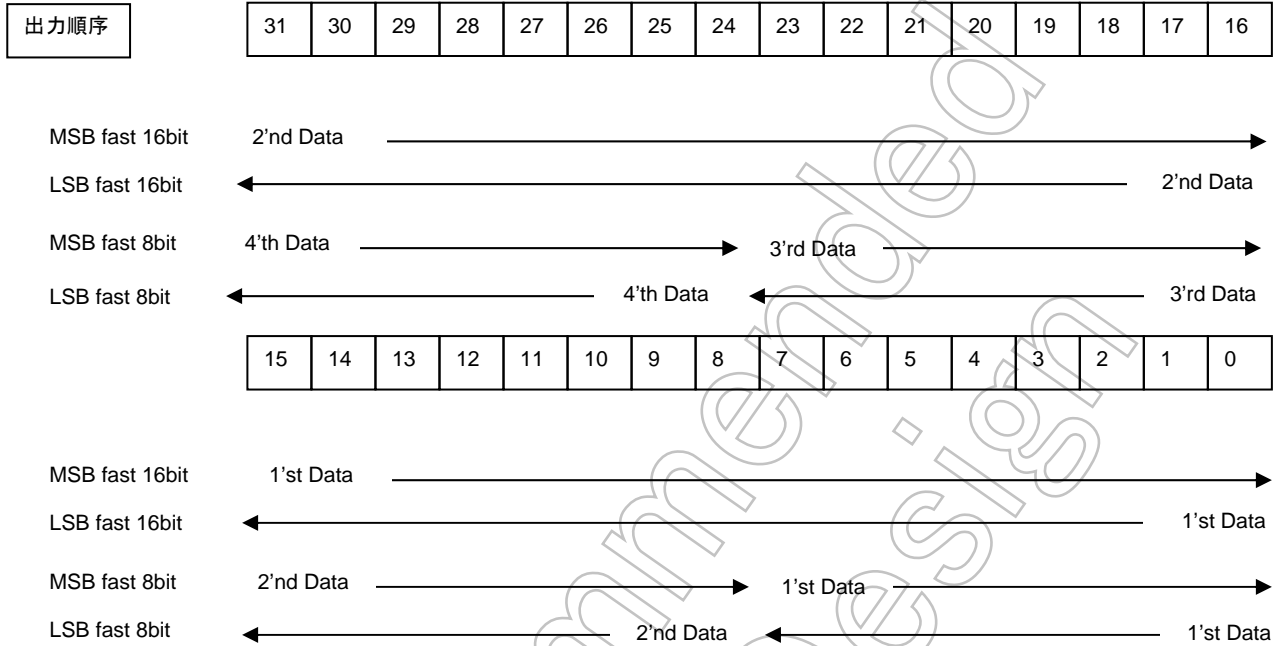 出力順序 31 30 29 28 27 26 25 24 23 22 21 20 19 18 17 16
MSB fast 16bit 2'nd Data
LSB fast 16bit 2'nd Data
MSB fast 8bit 4'th Data 3'rd Data
LSB fast 8bit 4'th Data 3'rd Data
15 14 13 12 11 10 9 8 7 6 5 4 3 2 1 0
MSB fast 16bit 1'st Data
LSB fast 16bit 1'st Data
MSB fast 8bit 2'nd Data 1'st Data
LSB fast 8bit 2'nd Data 1'st Data
mmended
esign